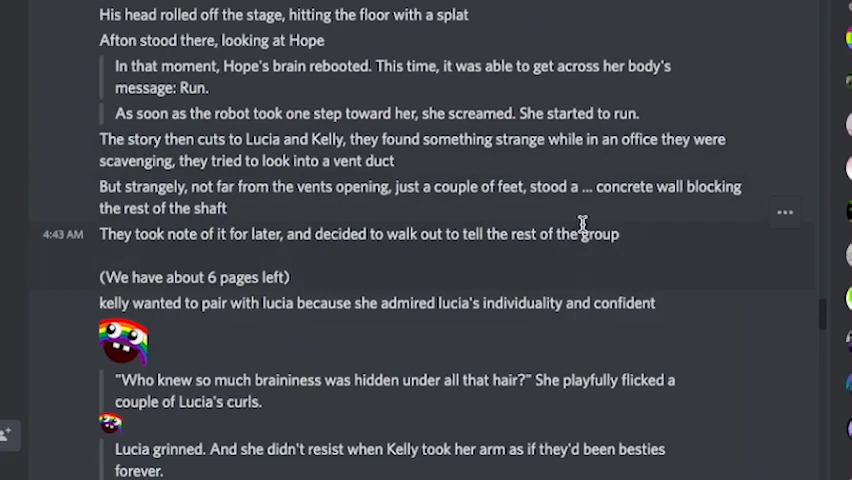 His head rolled off the stage, hitting the floor with a splat
Afton stood there, looking at Hope
In that moment, Hope's brain rebooted. This time, it was able to get across her body's
message: Run.
As soon as the robot took one step toward her, she screamed. She started to run.
The story then cuts to Lucia and Kelly, they found something strange while in an office they were
scavenging, they tried to look into a vent duct
But strangely, not far from the vents opening, just a couple of feet, stood a ... concrete wall blocking
the rest of the shaft
4:43 AM They took note of it for later, and decided to walk out to tell the rest of the group
(We have about 6 pages left)
kelly wanted to pair with lucia because she admired lucia's individuality and confident
"Who knew so much braininess was hidden under all that hair?" She playfully flicked a
couple of Lucia's curls.
Lucia grinned. And she didn't resist when Kelly took her arm as if they'd been besties
forever.